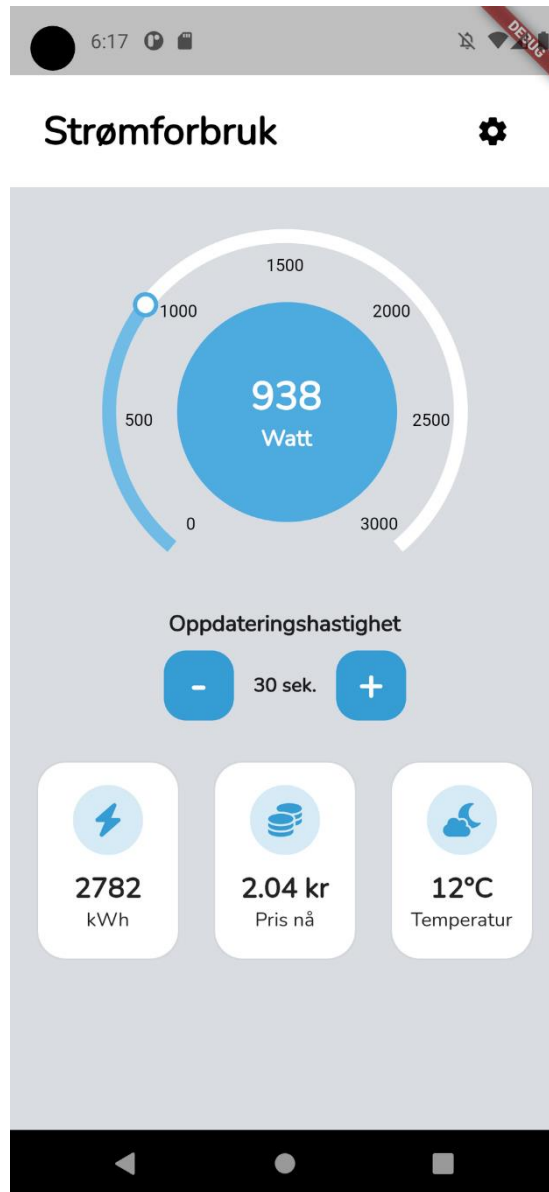 6:17
DEBUG
Strømforbruk
1500
1000
2000
938
Watt
500
2500
0
3000
Oppdateringshastighet
- 30 sek. +
2782
kWh
2.04 kr
Pris nå
12°C
Temperatur